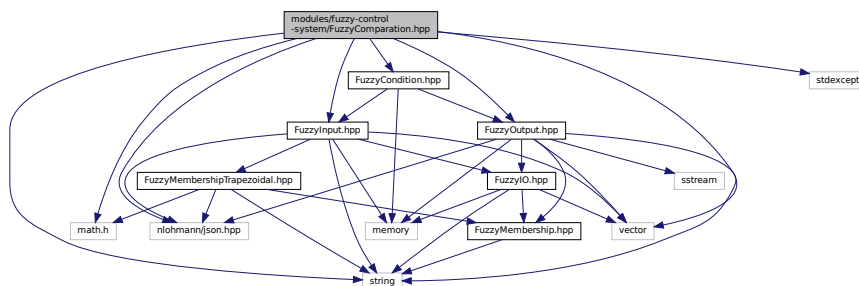 modules/fuzzy-control
-system/FuzzyComparation.hpp
FuzzyCondition.hpp
stdexcept
FuzzyInput.hpp
FuzzyOutput.hpp
FuzzyMembershipTrapezoidal.hpp
FuzzyIO.hpp
sstream
math.h
nlohmann/json.hpp
memory
FuzzyMembership.hpp
vector
string